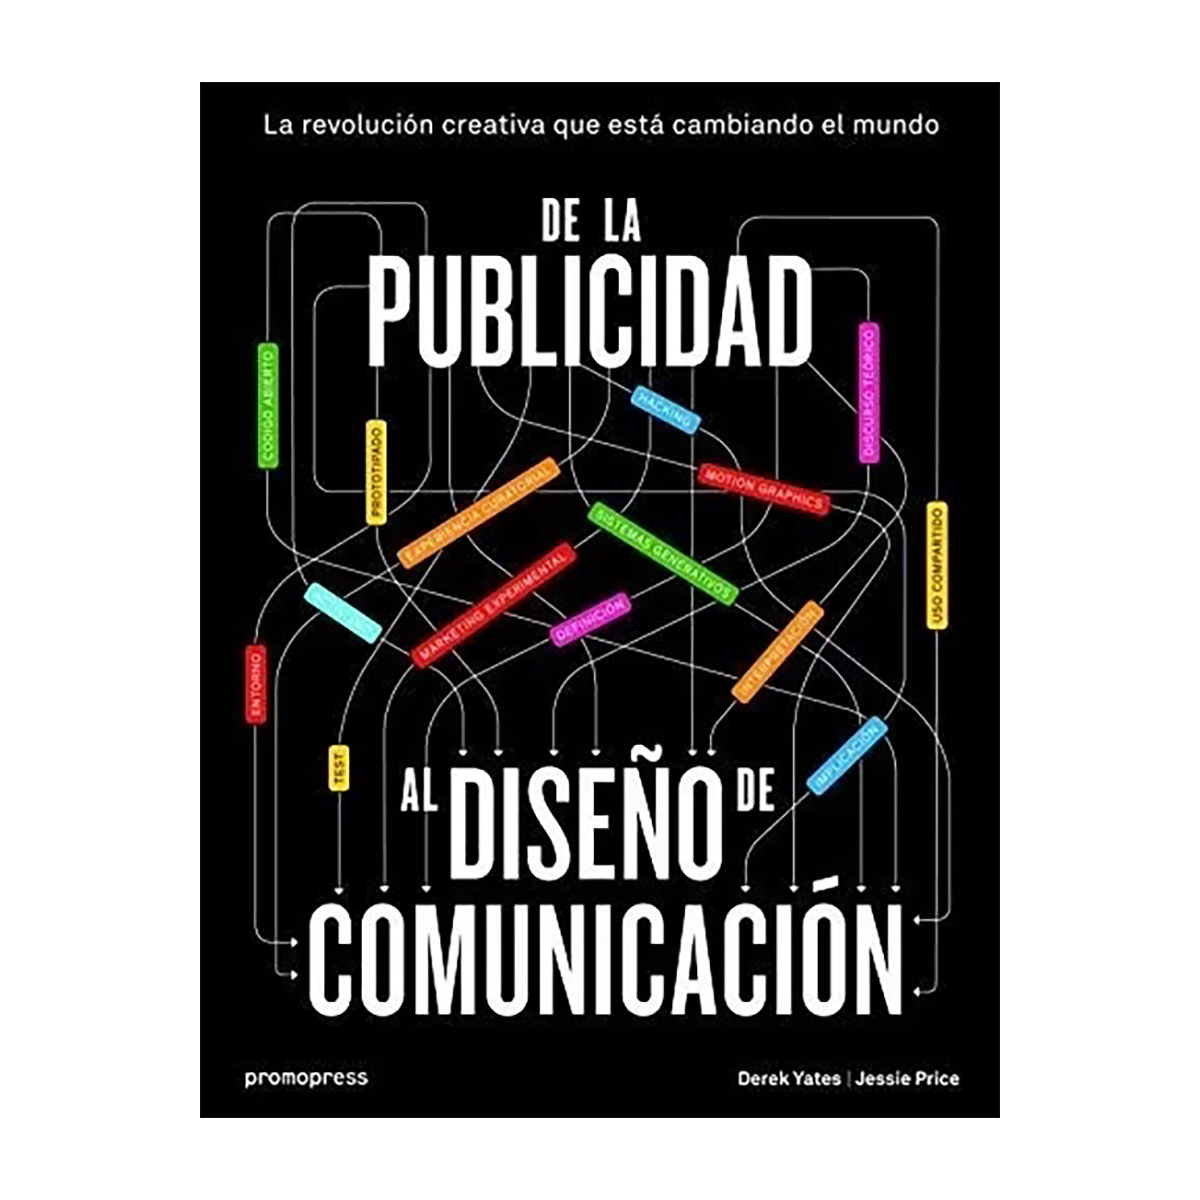 La revolución creativa que está cambiando el mundo
DE LA
PUBLICIDAD
CÓDIGO ABIERTO
PROTOTIPADO
HACKING
DISCURSO TEÓRICO
EXPERIENCIA CURATORIAL
MOTION GRAPHICS
SISTEMAS GENERATIVOS
USO COMPARTIDO
MARKETING EXPERIMENTAL
DEFINICIÓN
INTERPRETACIÓN
ENTORNO
TEST
IMPLICACIÓN
AL DISEÑO DE
COMUNICACIÓN
promopress
Derek Yates | Jessie Price